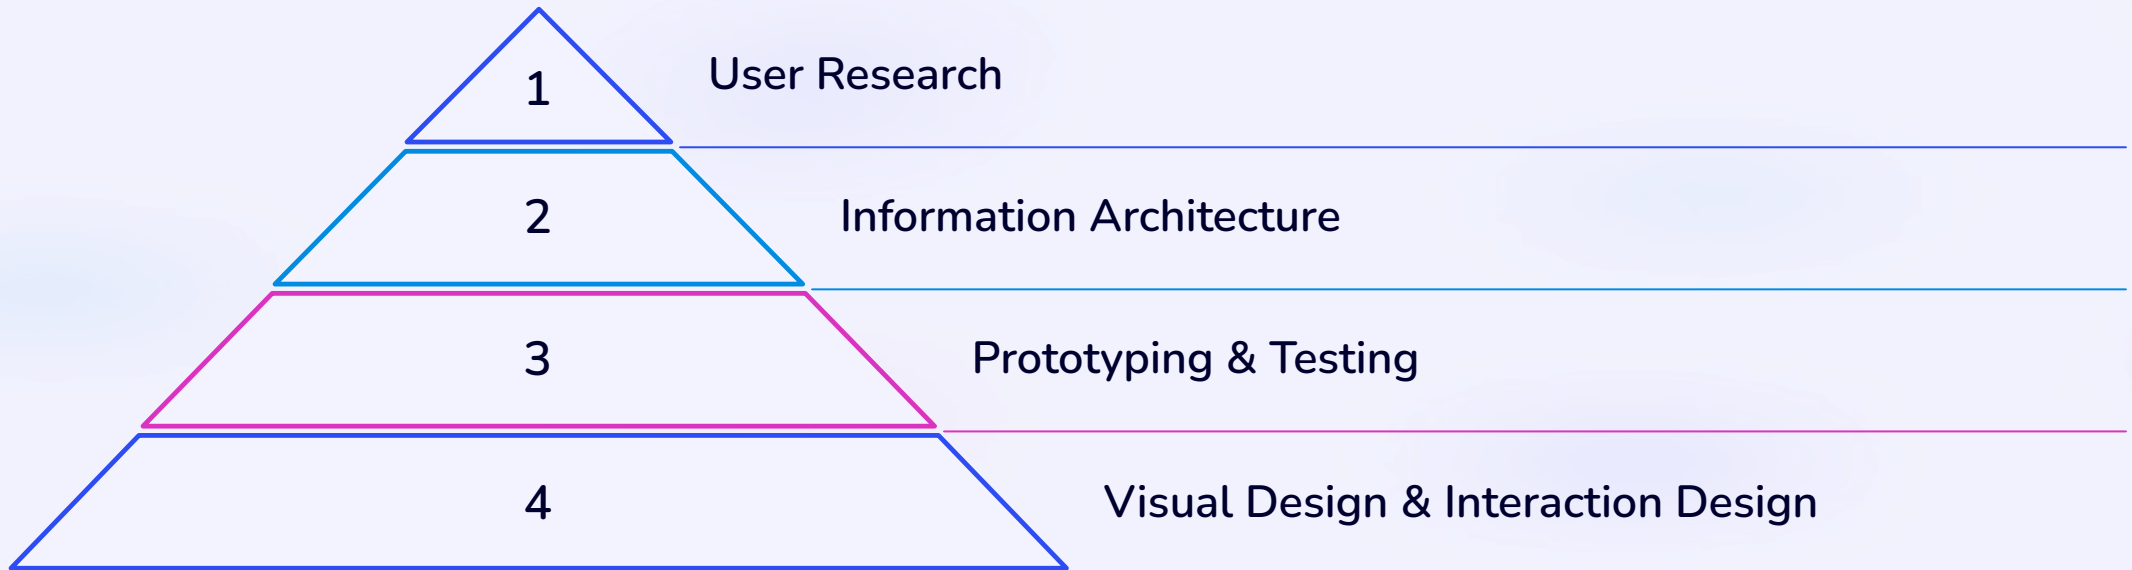 1
User Research
2
Information Architecture
3
Prototyping & Testing
4
Visual Design & Interaction Design